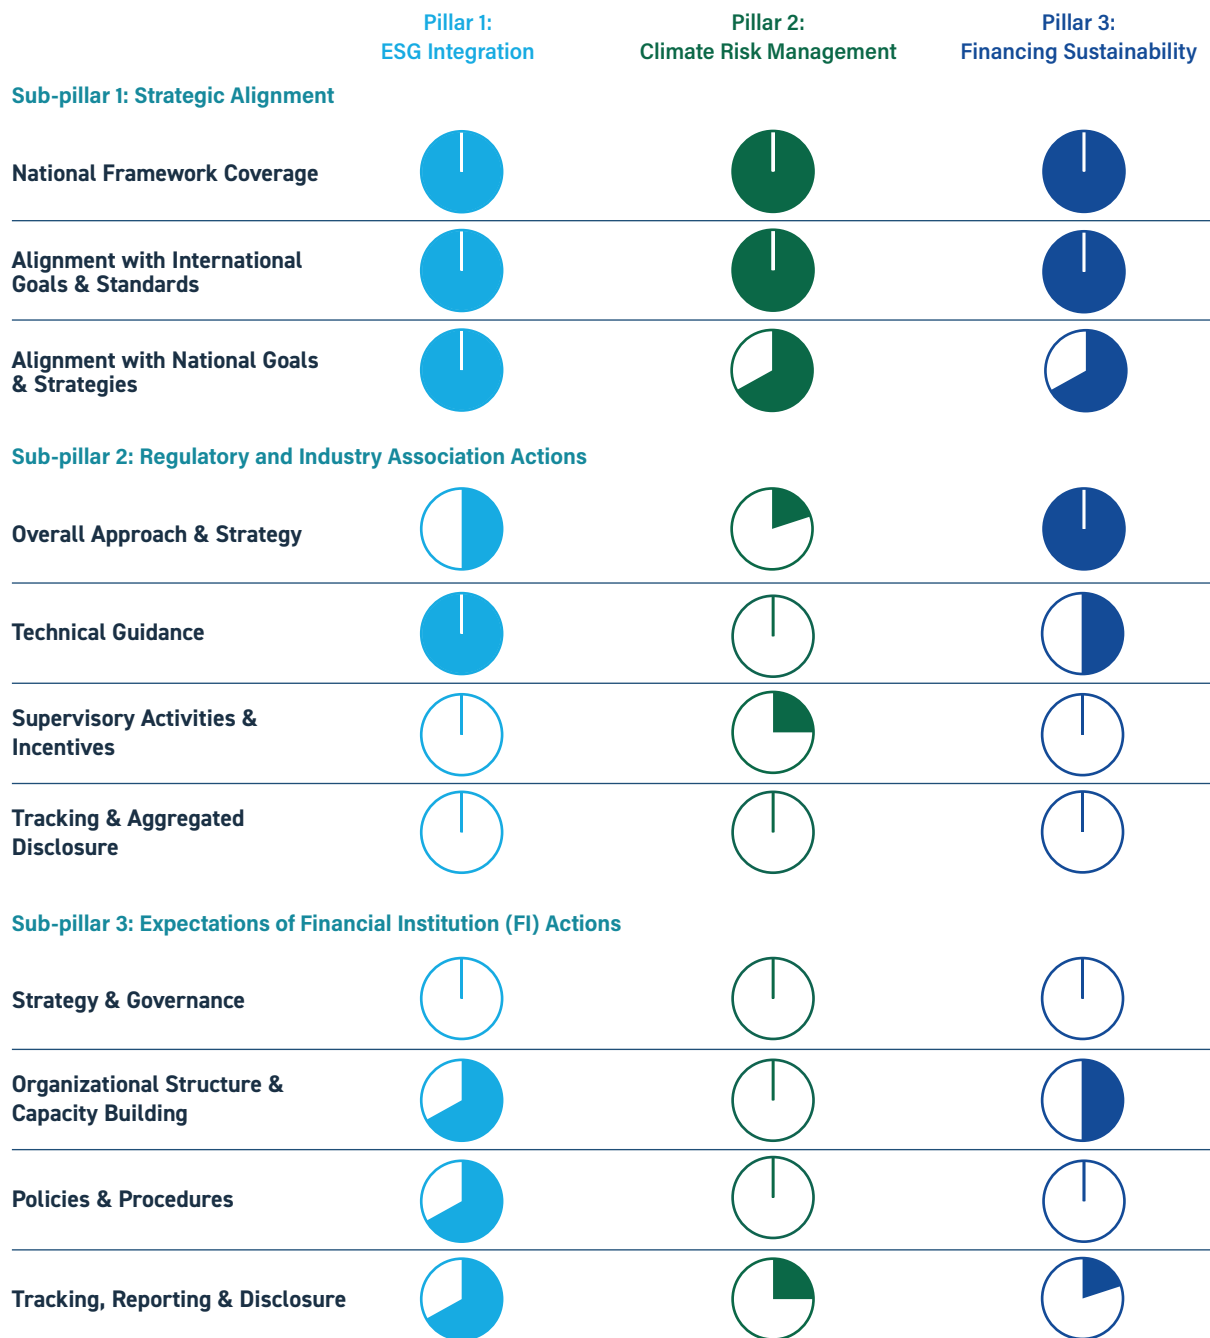 Pillar 1:
ESG Integration
Pillar 2:
Climate Risk Management
Pillar 3:
Financing Sustainability
Sub-pillar 1: Strategic Alignment
National Framework Coverage
Alignment with International
Goals & Standards
Alignment with National Goals
& Strategies
Sub-pillar 2: Regulatory and Industry Association Actions
Overall Approach & Strategy
Technical Guidance
Supervisory Activities &
Incentives
Tracking & Aggregated
Disclosure
Sub-pillar 3: Expectations of Financial Institution (FI) Actions
Strategy & Governance
Organizational Structure &
Capacity Building
Policies & Procedures
Tracking, Reporting & Disclosure